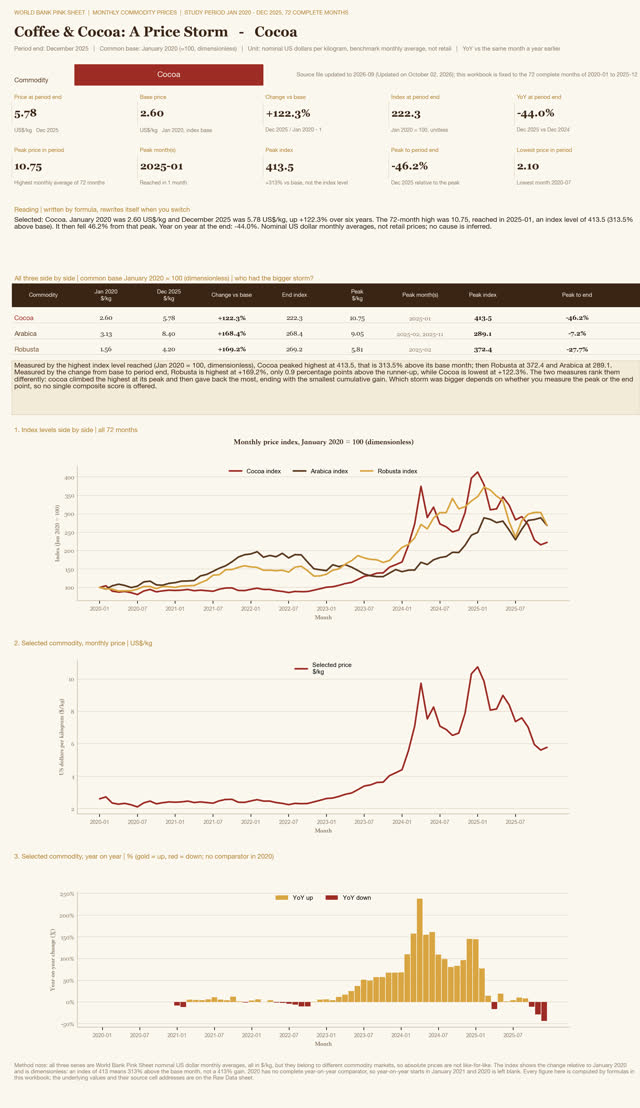 WORLD BANK PINK SHEET | MONTHLY COMMODITY PRICES | STUDY PERIOD JAN 2020 - DEC 2025, 72 COMPLETE MONTHS
Coffee & Cocoa: A Price Storm - Cocoa
Period end: December 2025 | Common base: January 2020 (=100, dimensionless) | Unit: nominal US dollars per kilogram, benchmark monthly average, not retail | YoY vs the same month a year earlier
Commodity
Cocoa
Source file updated to 2026-09 (Updated on October 02, 2026); this workbook is fixed to the 72 complete months of 2020-01 to 2025-12
Price at period end
Base price
Change vs base
Index at period end
YoY at period end
5.78
2.60
+122.3%
222.3
-44.0%
US$/kg Dec 2025
US$/kg Jan 2020, index base
Dec 2025 / Jan 2020 - 1
Jan 2020 = 100, unitless
Dec 2025 vs Dec 2024
Peak price in period
Peak month(s)
Peak index
Peak to period end
Lowest price in period
10.75
2025-01
413.5
-46.2%
2.10
Highest monthly average of 72 months
Reached in 1 month
+313% vs base, not the index level
Dec 2025 relative to the peak
Lowest month 2020-07
Reading | written by formula, rewrites itself when you switch
Selected: Cocoa. January 2020 was 2.60 US$/kg and December 2025 was 5.78 US$/kg, up +122.3% over six years. The 72-month high was 10.75, reached in 2025-01, an index level of 413.5 (313.5%
above base). It then fell 46.2% from that peak. Year on year at the end: -44.0%. Nominal US dollar monthly averages, not retail prices; no cause is inferred.
All three side by side | common base January 2020 = 100 (dimensionless) | who had the bigger storm?
Commodity
Jan 2020 $/kg
Dec 2025 $/kg
Change vs base
End index
Peak $/kg
Peak month(s)
Peak index
Peak to end
Cocoa 2.60 5.78 +122.3% 222.3 10.75 2025-01 413.5 -46.2%
Arabica 3.13 8.40 +168.4% 268.4 9.05 2025-02, 2025-11 289.1 -7.2%
Robusta 1.56 4.20 +169.2% 269.2 5.81 2025-02 372.4 -27.7%
Measured by the highest index level reached (Jan 2020 = 100, dimensionless), Cocoa peaked highest at 413.5, that is 313.5% above its base month; then Robusta at 372.4 and Arabica at 289.1.
Measured by the change from base to period end, Robusta is highest at +169.2%, only 0.9 percentage points above the runner-up, while Cocoa is lowest at +122.3%. The two measures rank them
differently: cocoa climbed the highest at its peak and then gave back the most, ending with the smallest cumulative gain. Which storm was bigger depends on whether you measure the peak or the end
point, so no single composite score is offered.
1. Index levels side by side | all 72 months
Monthly price index, January 2020 = 100 (dimensionless)
Cocoa index
Arabica index
Robusta index
Index (Jan 2020 = 100)
400
350
300
250
200
150
100
2020-01 2020-07 2021-01 2021-07 2022-01 2022-07 2023-01 2023-07 2024-01 2024-07 2025-01 2025-07
Month
2. Selected commodity, monthly price | US$/kg
Selected price
$/kg
US dollars per kilogram ($/kg)
10
8
6
4
2
2020-01 2020-07 2021-01 2021-07 2022-01 2022-07 2023-01 2023-07 2024-01 2024-07 2025-01 2025-07
Month
3. Selected commodity, year on year | % (gold = up, red = down; no comparator in 2020)
YoY up
YoY down
Year on year change (%)
250%
200%
150%
100%
50%
0%
-50%
2020-01 2020-07 2021-01 2021-07 2022-01 2022-07 2023-01 2023-07 2024-01 2024-07 2025-01 2025-07
Month
Method note: all three series are World Bank Pink Sheet nominal US dollar monthly averages, all in $/kg, but they belong to different commodity markets, so absolute prices are not like-for-like. The index shows the change relative to January 2020
and is dimensionless: an index of 413 means 313% above the base month, not a 413% gain. 2020 has no complete year-on-year comparator, so year-on-year starts in January 2021 and 2020 is left blank. Every figure here is computed by formulas in
this workbook; the underlying values and their source cell addresses are on the Raw Data sheet.